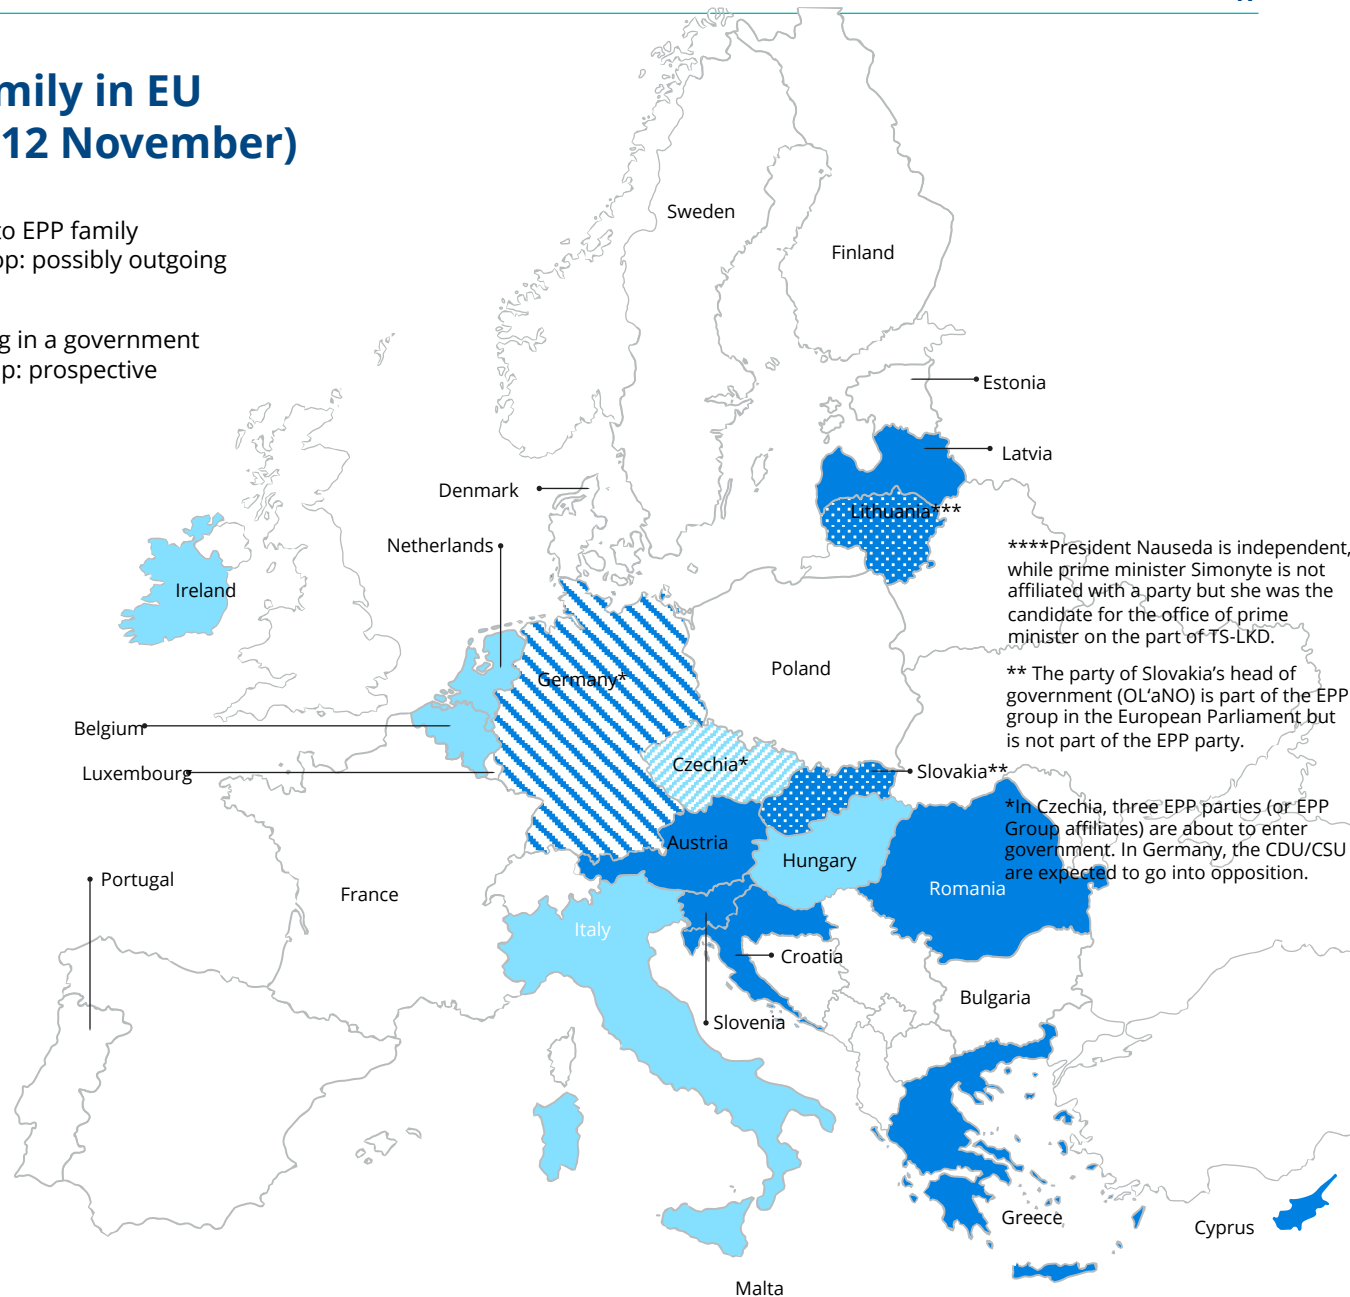 mily in EU
12 November)
to EPP family
op: possibly outgoing
g in a government
p: prospective
Sweden
Finland
Estonia
Latvia
Denmark
Lithuania***
Netherlands
****President Nauseda is independent,
while prime minister Simonyte is not
affiliated with a party but she was the
candidate for the office of prime
minister on the part of TS-LKD.
Ireland
Poland
Germany*
** The party of Slovakia’s head of
government (OL‘aNO) is part of the EPP
group in the European Parliament but
is not part of the EPP party.
Belgium
Luxembourg
Czechia*
Slovakia**
*In Czechia, three EPP parties (or EPP
Group affiliates) are about to enter
government. In Germany, the CDU/CSU
are expected to go into opposition.
Austria
Hungary
Portugal
France
Romania
Italy
Croatia
Bulgaria
Slovenia
Greece
Cyprus
Malta